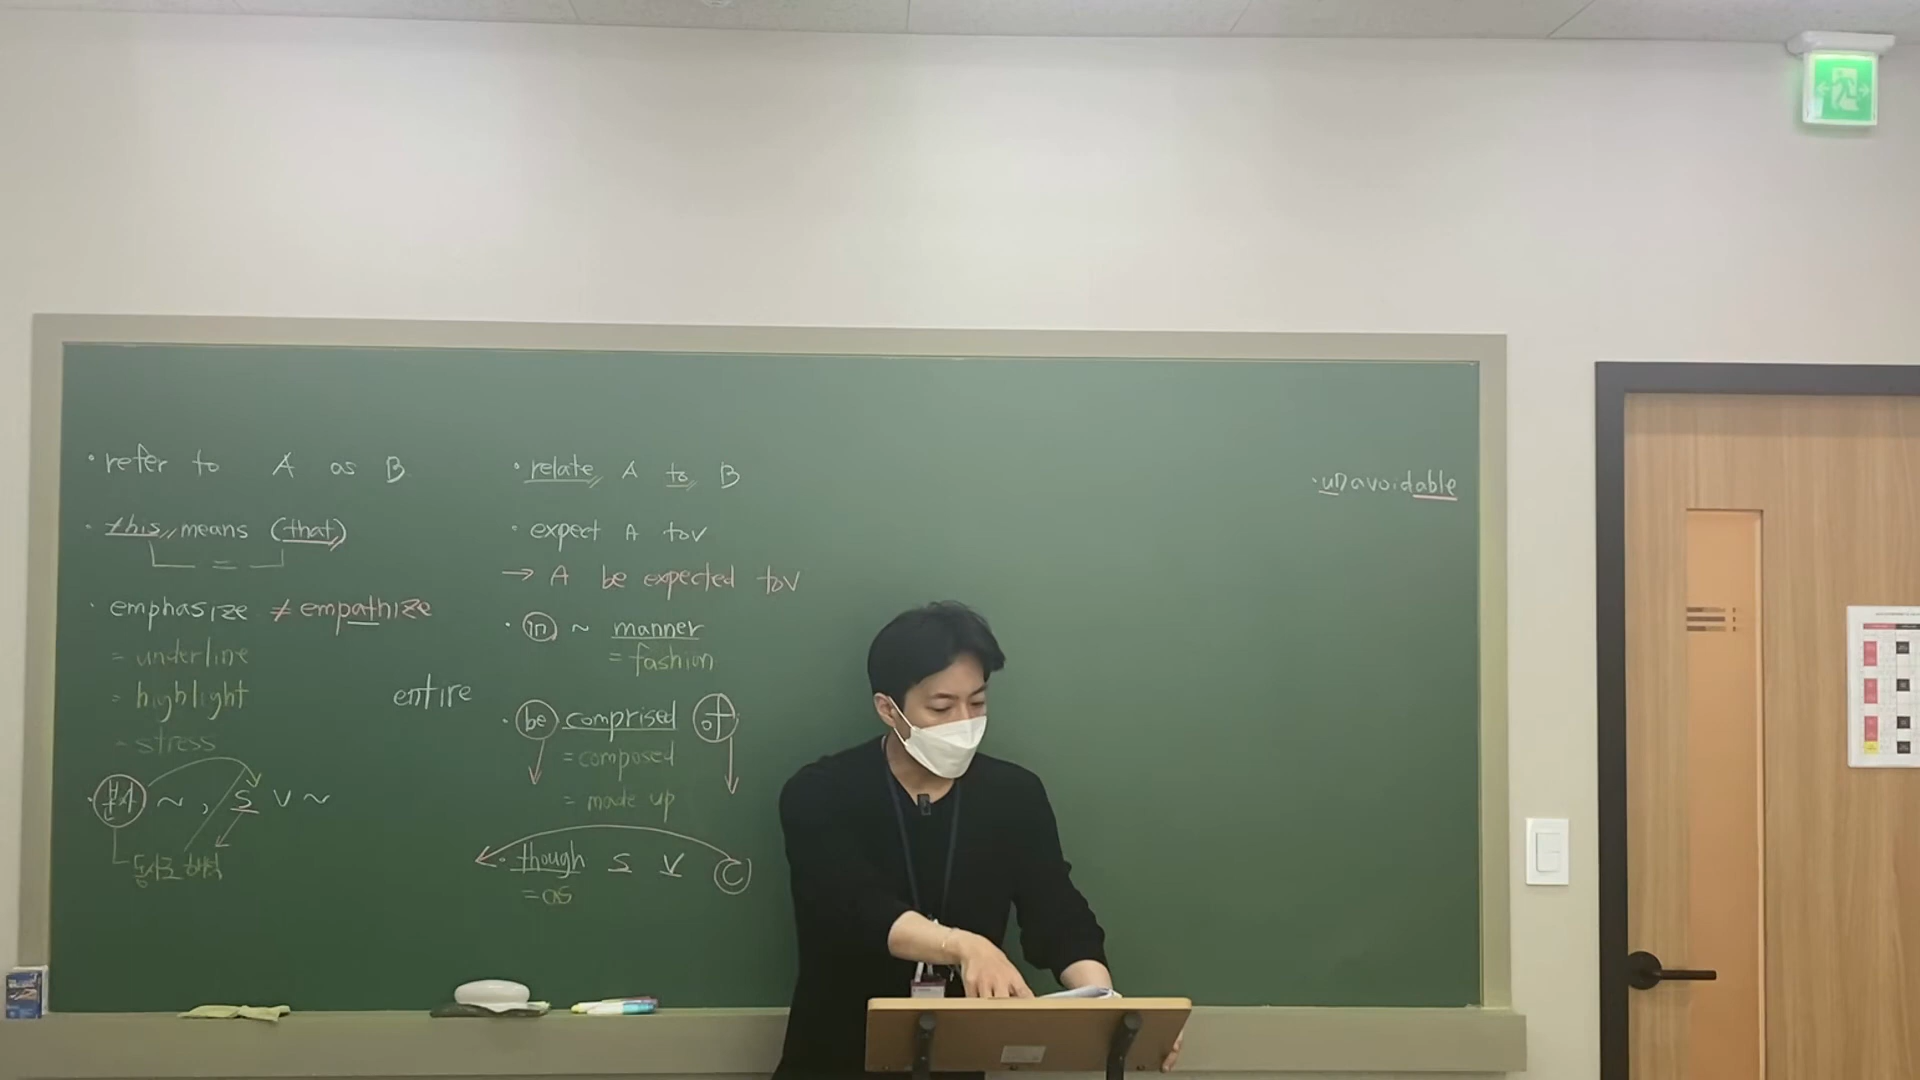 · refer to A as B
· this means (that)
=
· emphasize ≠ empathize
= underline
= highlight
= stress
· 분사 ~ , S V ~
동시로 해석
entire
· relate A to B
· expect A toV
→ A be expected toV
· in ~ manner
= fashion
· be comprised of
= composed
= made up
· though S V C
= as
· unavoidable